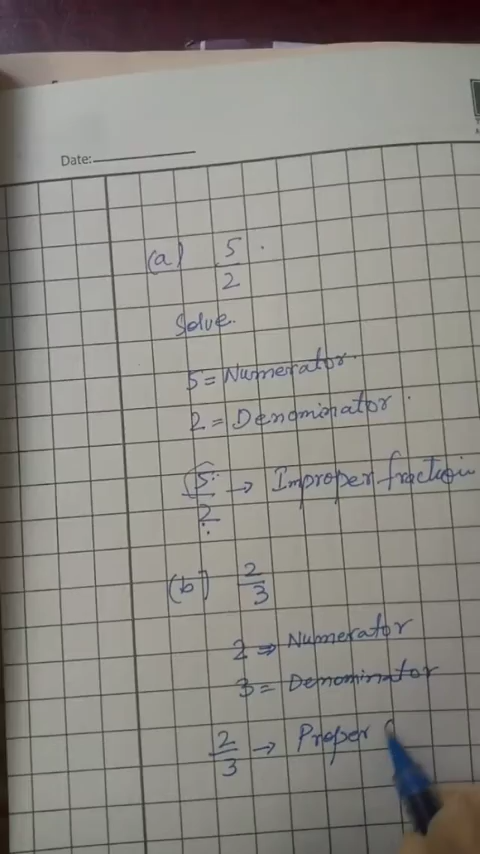 Date:
(a) 5/2
Solve.
5 = Numerator.
2 = Denominator.
5/2 → Improper fraction
(b) 2/3
2 ⇒ Numerator
3 = Denominator
2/3 → Proper